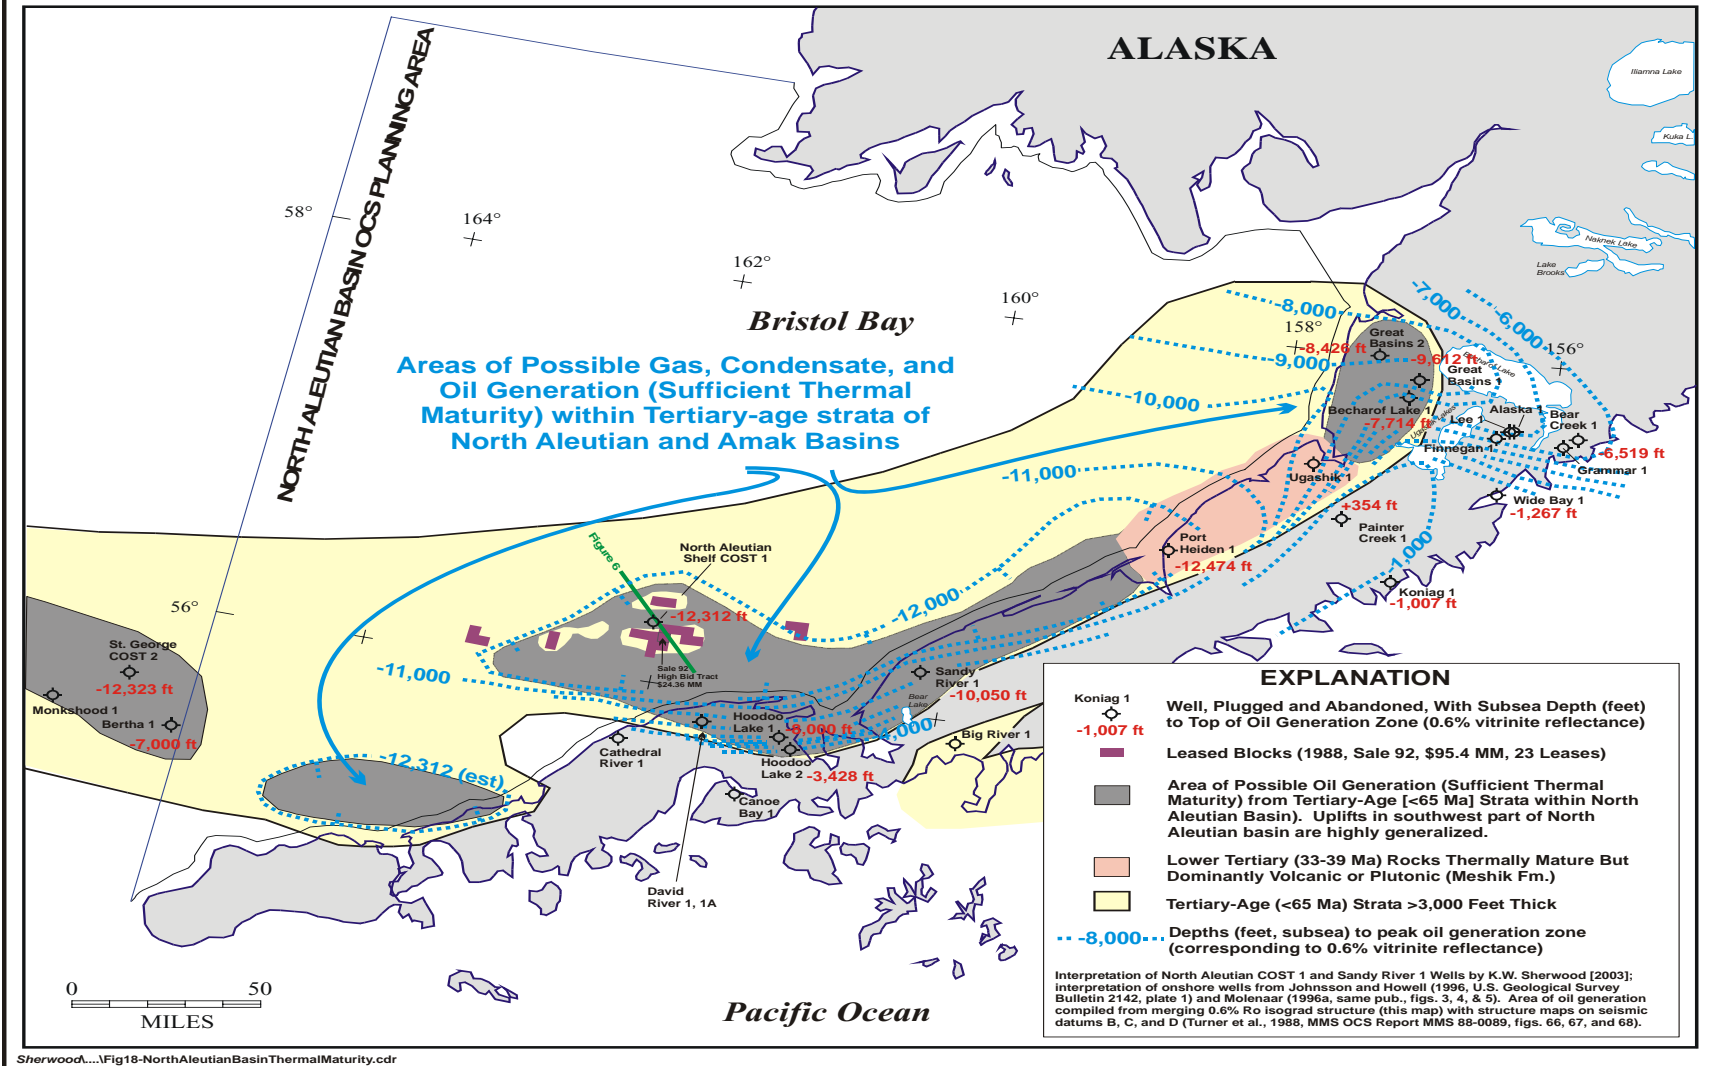 ALASKA
Iliamna Lake
Kuka L.
Naknek Lake
Lake
Brooks
NORTH ALEUTIAN BASIN OCS PLANNING AREA
58°
164°
162°
160°
158°
156°
56°
Bristol Bay
Areas of Possible Gas, Condensate, and
Oil Generation (Sufficient Thermal
Maturity) within Tertiary-age strata of
North Aleutian and Amak Basins
-8,000
-7,000
-6,000
-9,000
-10,000
-11,000
-12,000
-11,000
-12,312 (est)
-1,000
Great
Basins 2
-8,426 ft
-9,612 ft
Great
Basins 1
Becharof Lake 1
-7,714 ft
Lee 1
Alaska 1
Bear
Creek 1
Finnegan 1
-6,519 ft
Grammar 1
Wide Bay 1
-1,267 ft
Ugashik 1
+354 ft
Painter
Creek 1
Port
Heiden 1
-12,474 ft
Koniag 1
-1,007 ft
Figure 6
North Aleutian
Shelf COST 1
-12,312 ft
Sale 92
High Bid Tract
$24.36 MM
St. George
COST 2
-12,323 ft
Monkshood 1
Bertha 1
-7,000 ft
Sandy
River 1
-10,050 ft
Bear
Lake
Big River 1
Hoodoo
Lake 1
-6,000 ft
4,000
Cathedral
River 1
Hoodoo
Lake 2
-3,428 ft
Canoe
Bay 1
David
River 1, 1A
Pacific Ocean
0
50
MILES
EXPLANATION
Koniag 1
-1,007 ft
Well, Plugged and Abandoned, With Subsea Depth (feet)
to Top of Oil Generation Zone (0.6% vitrinite reflectance)
Leased Blocks (1988, Sale 92, $95.4 MM, 23 Leases)
Area of Possible Oil Generation (Sufficient Thermal
Maturity) from Tertiary-Age [<65 Ma] Strata within North
Aleutian Basin). Uplifts in southwest part of North
Aleutian basin are highly generalized.
Lower Tertiary (33-39 Ma) Rocks Thermally Mature But
Dominantly Volcanic or Plutonic (Meshik Fm.)
Tertiary-Age (<65 Ma) Strata >3,000 Feet Thick
-8,000
Depths (feet, subsea) to peak oil generation zone
(corresponding to 0.6% vitrinite reflectance)
Interpretation of North Aleutian COST 1 and Sandy River 1 Wells by K.W. Sherwood [2003];
interpretation of onshore wells from Johnsson and Howell (1996, U.S. Geological Survey
Bulletin 2142, plate 1) and Molenaar (1996a, same pub., figs. 3, 4, & 5). Area of oil generation
compiled from merging 0.6% Ro isograd structure (this map) with structure maps on seismic
datums B, C, and D (Turner et al., 1988, MMS OCS Report MMS 88-0089, figs. 66, 67, and 68).
Sherwood\....\Fig18-NorthAleutianBasinThermalMaturity.cdr